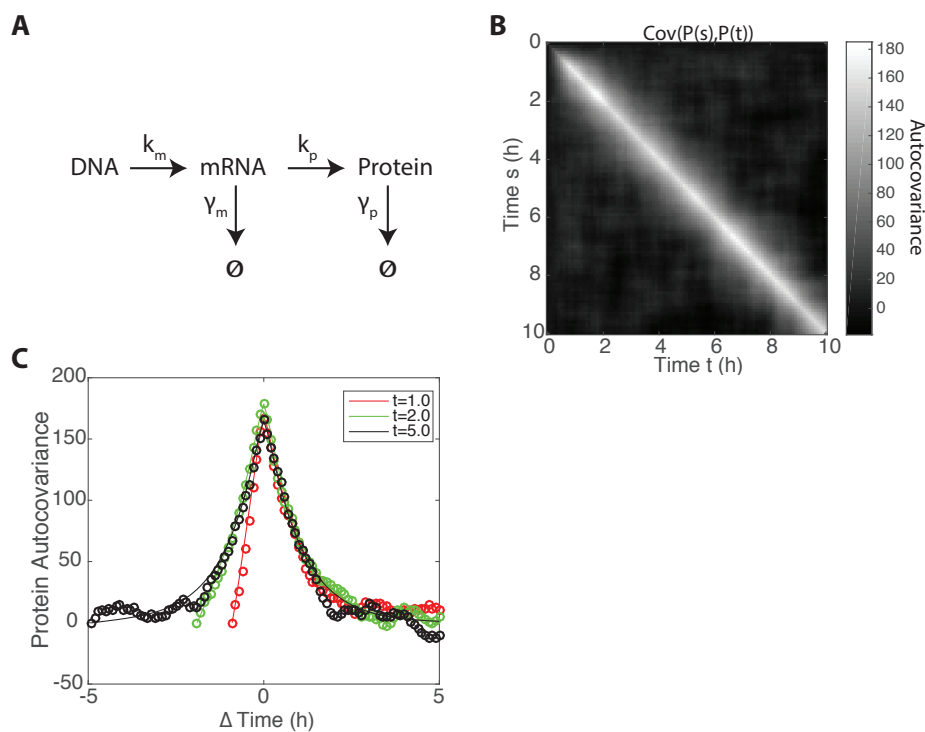 A
DNA
k_m
mRNA
k_p
Protein
γ_m
γ_p
Ø
Ø
B
Cov(P(s),P(t))
Time s (h)
0
2
4
6
8
10
0
2
4
6
8
10
Time t (h)
180
160
140
120
100
80
60
40
20
0
Autocovariance
C
Protein Autocovariance
200
150
100
50
0
-50
-5
0
5
Δ Time (h)
t=1.0
t=2.0
t=5.0